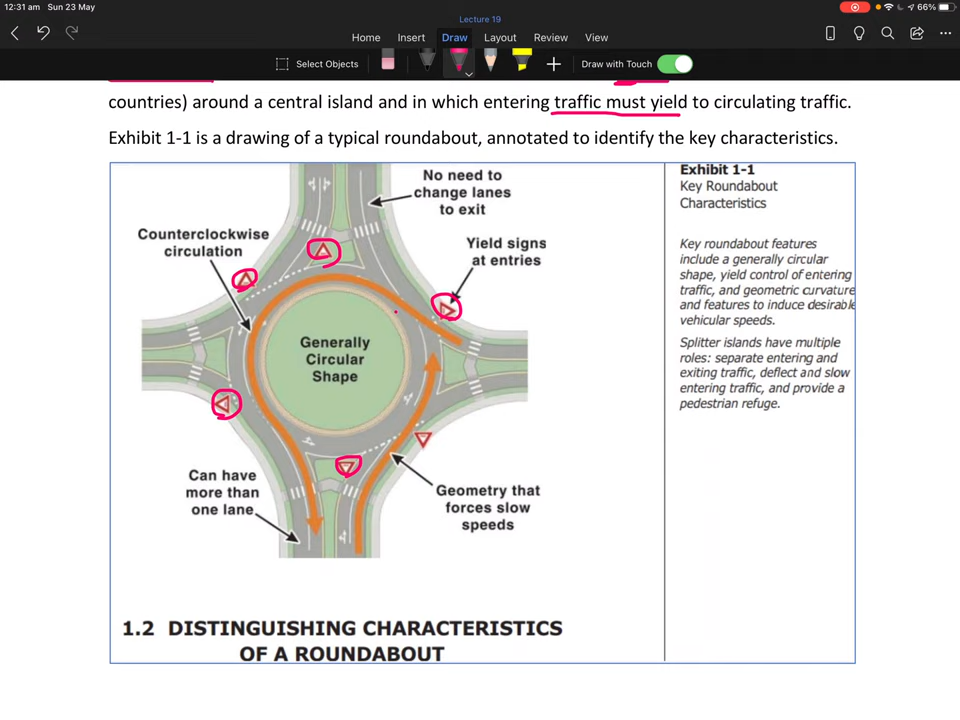 12:31 am Sun 23 May
66%
Lecture 19
Home Insert Draw Layout Review View
Select Objects
Draw with Touch
countries) around a central island and in which entering traffic must yield to circulating traffic.
Exhibit 1-1 is a drawing of a typical roundabout, annotated to identify the key characteristics.
No need to
change lanes
to exit
Counterclockwise
circulation
Yield signs
at entries
Generally
Circular
Shape
Can have
more than
one lane
Geometry that
forces slow
speeds
Exhibit 1-1
Key Roundabout
Characteristics
Key roundabout features
include a generally circular
shape, yield control of entering
traffic, and geometric curvature
and features to induce desirable
vehicular speeds.
Splitter islands have multiple
roles: separate entering and
exiting traffic, deflect and slow
entering traffic, and provide a
pedestrian refuge.
1.2 DISTINGUISHING CHARACTERISTICS
OF A ROUNDABOUT